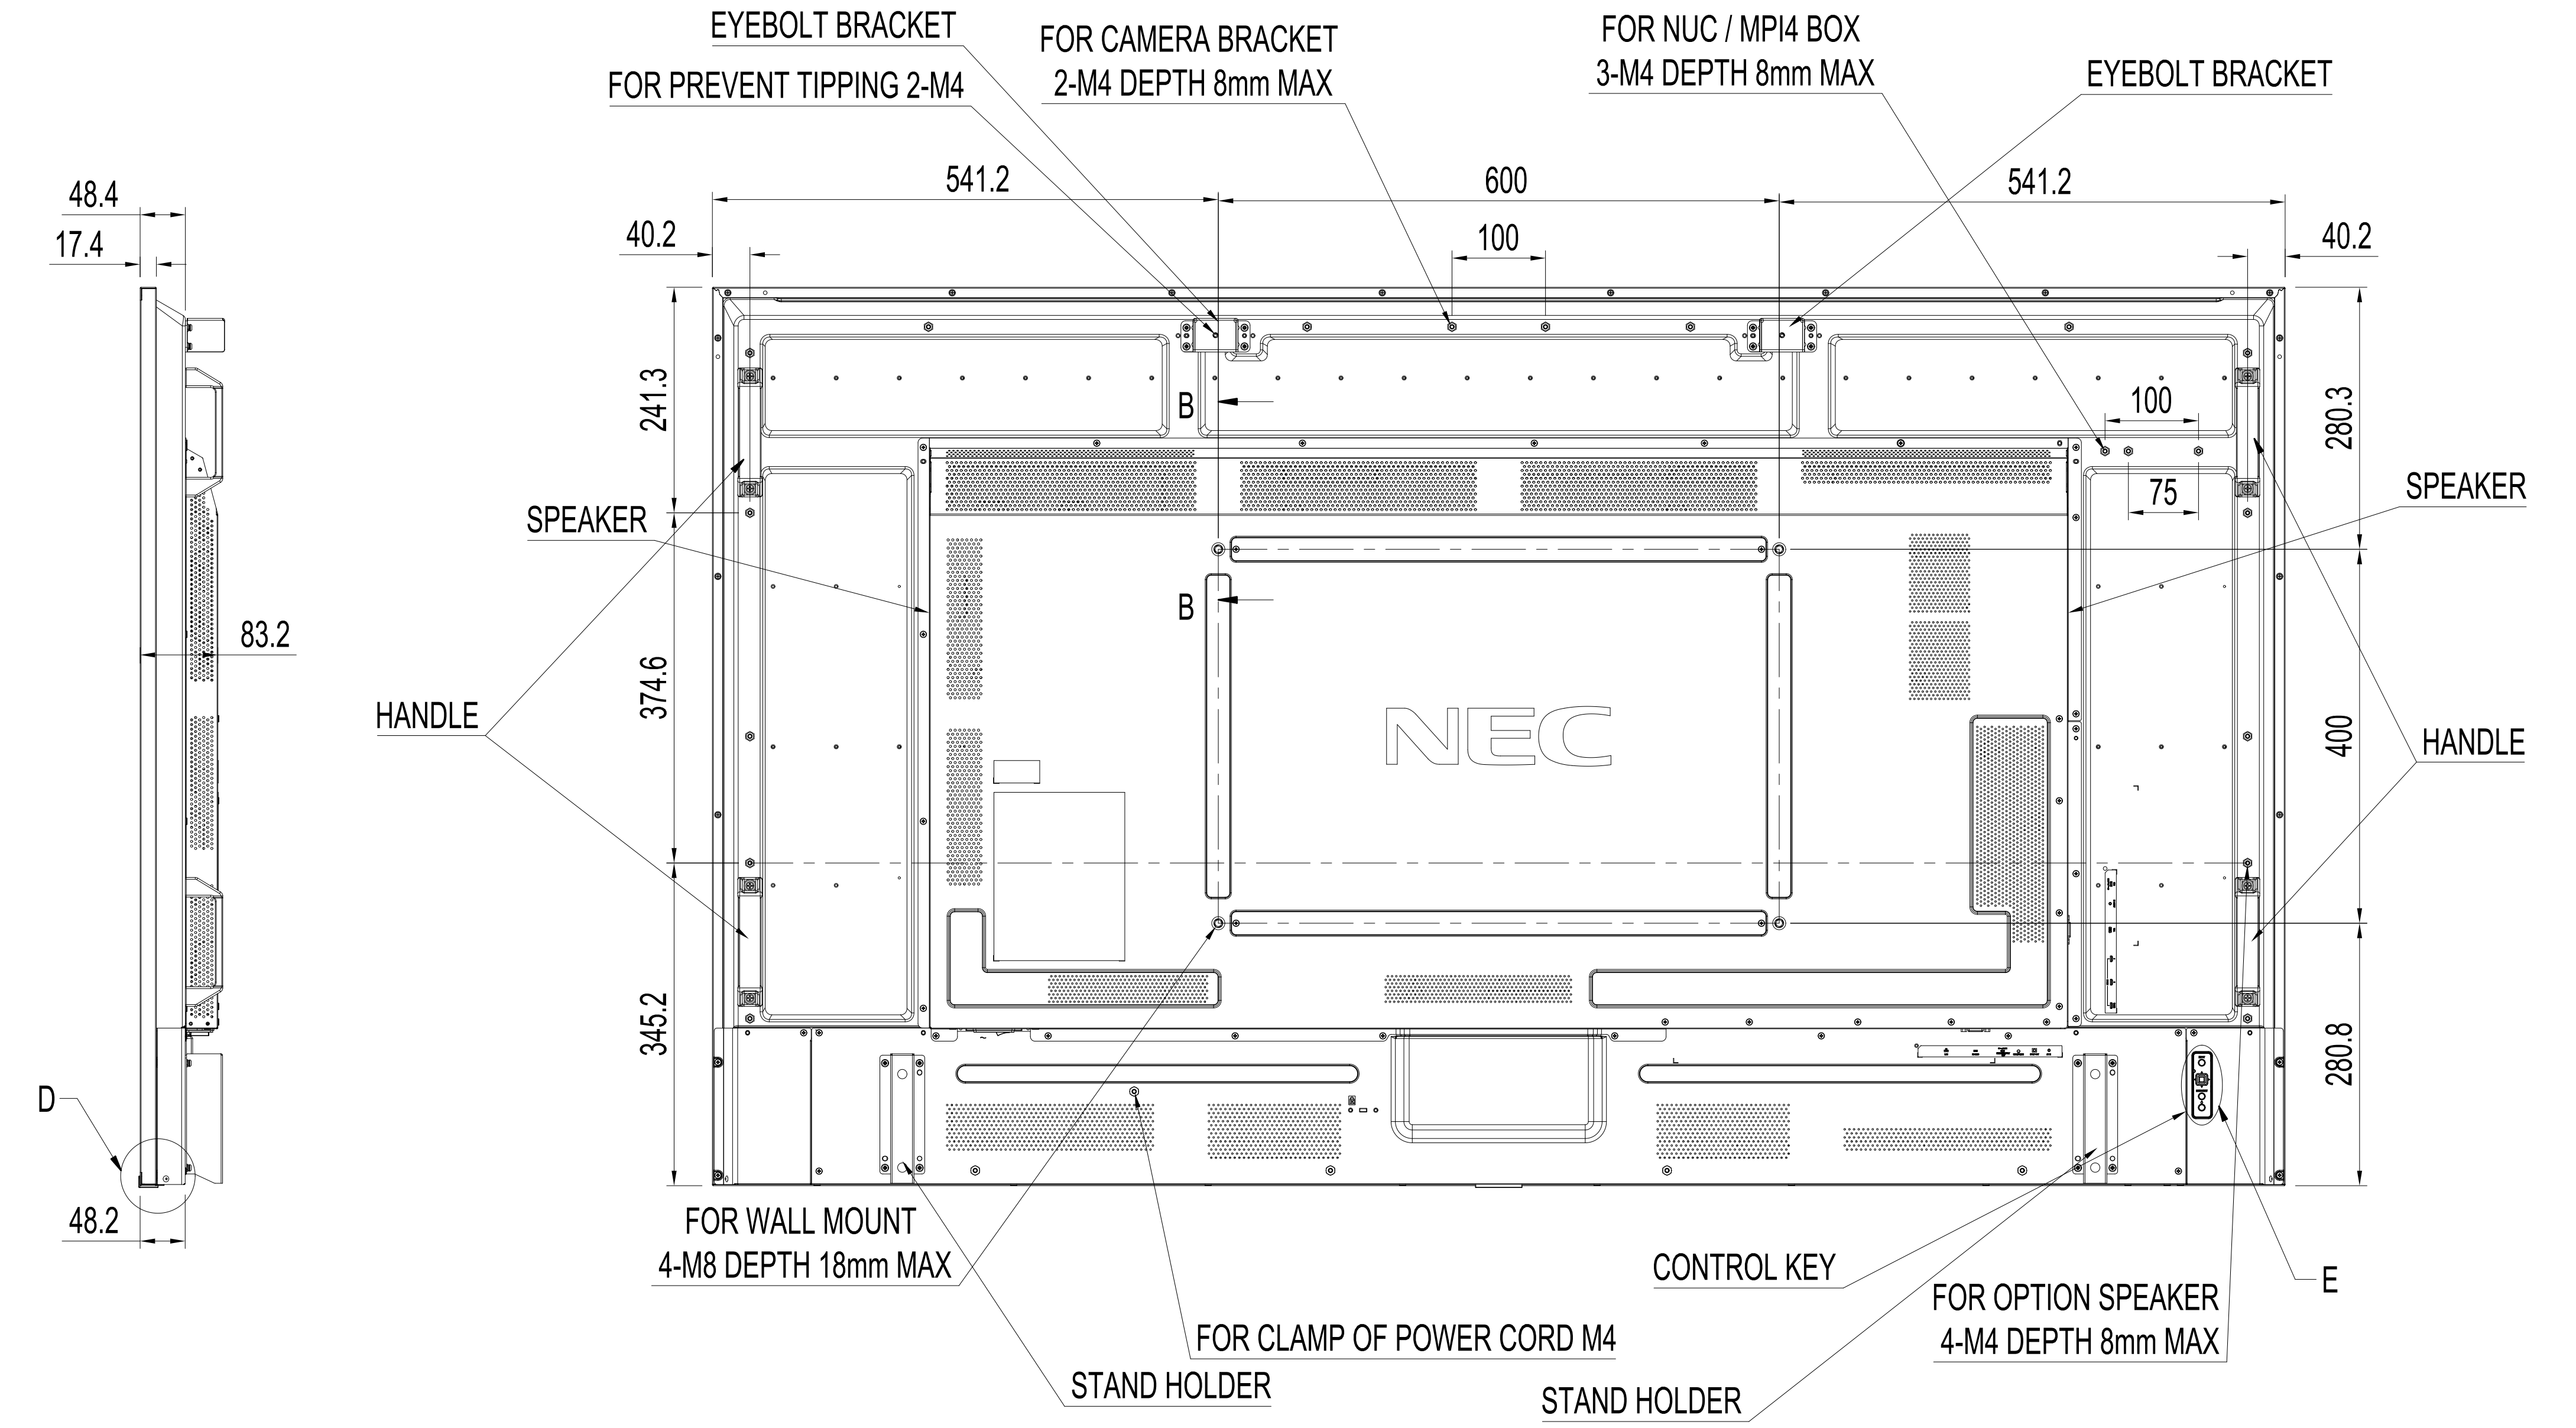 EYEBOLT BRACKET
FOR PREVENT TIPPING 2-M4
FOR CAMERA BRACKET
2-M4 DEPTH 8mm MAX
FOR NUC / MPI4 BOX
3-M4 DEPTH 8mm MAX
EYEBOLT BRACKET
48.4
17.4
541.2
600
541.2
40.2
100
40.2
241.3
B
100
280.3
75
SPEAKER
SPEAKER
B
83.2
374.6
HANDLE
NEC
400
HANDLE
345.2
280.8
D
48.2
FOR WALL MOUNT
4-M8 DEPTH 18mm MAX
CONTROL KEY
E
FOR OPTION SPEAKER
4-M4 DEPTH 8mm MAX
FOR CLAMP OF POWER CORD M4
STAND HOLDER
STAND HOLDER